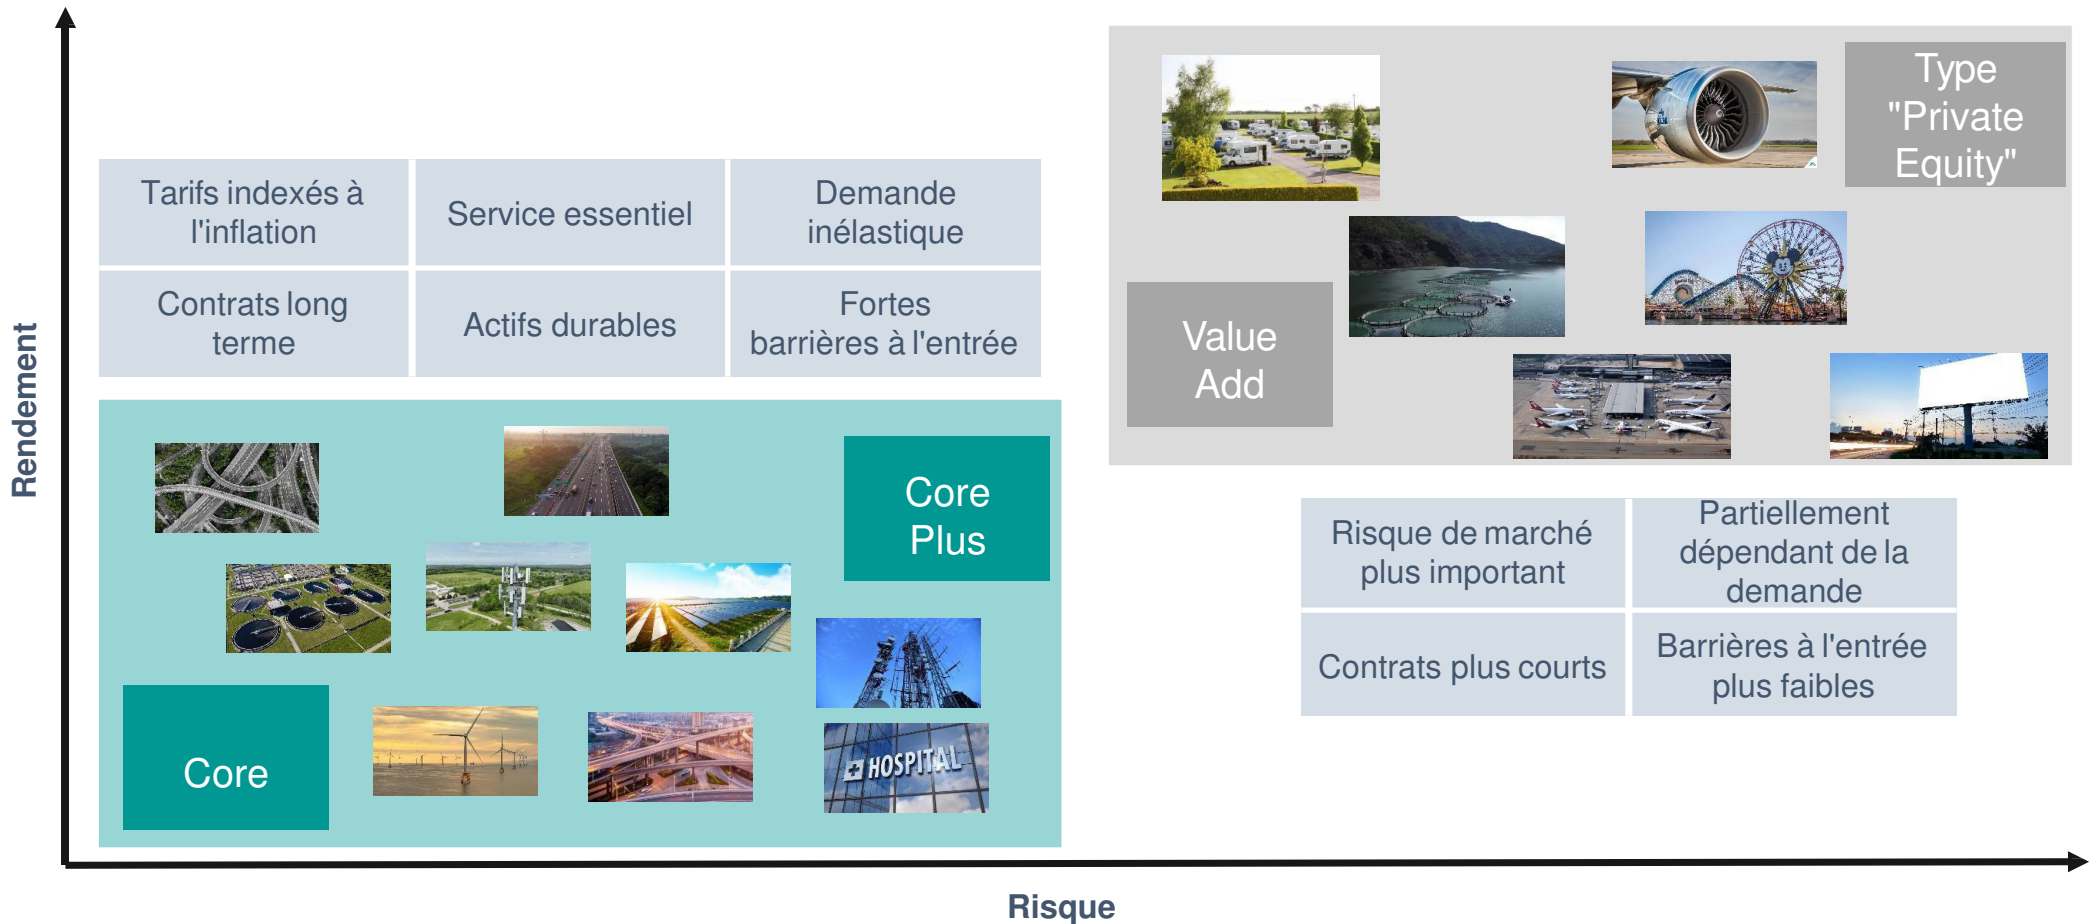 Rendement
Tarifs indexés à
l'inflation
Service essentiel
Demande
inélastique
Contrats long
terme
Actifs durables
Fortes
barrières à l'entrée
Core
Plus
Core
HOSPITAL
Type
"Private
Equity"
Value
Add
Risque de marché
plus important
Partiellement
dépendant de la
demande
Contrats plus courts
Barrières à l'entrée
plus faibles
Risque